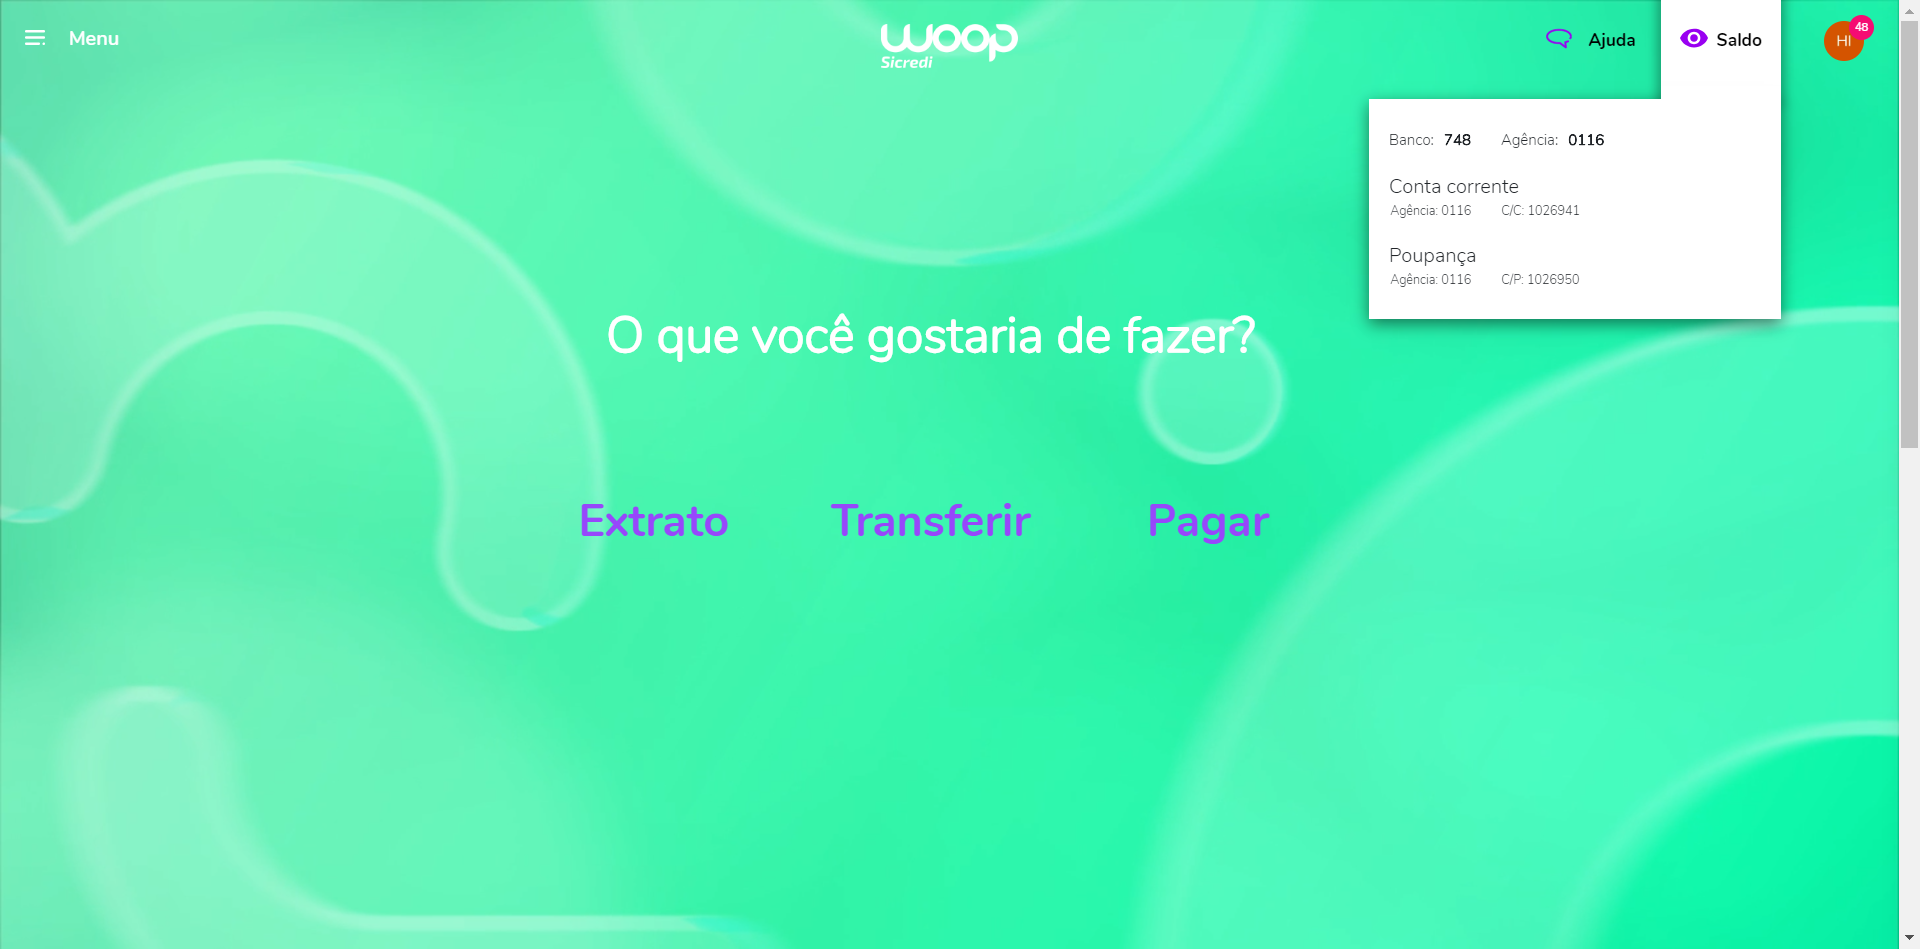 Menu
woop
Sicredi
Ajuda
Saldo
HI
48
Banco: 748 Agência: 0116
Conta corrente
Agência: 0116 C/C: 1026941
Poupança
Agência: 0116 C/P: 1026950
O que você gostaria de fazer?
Extrato Transferir Pagar